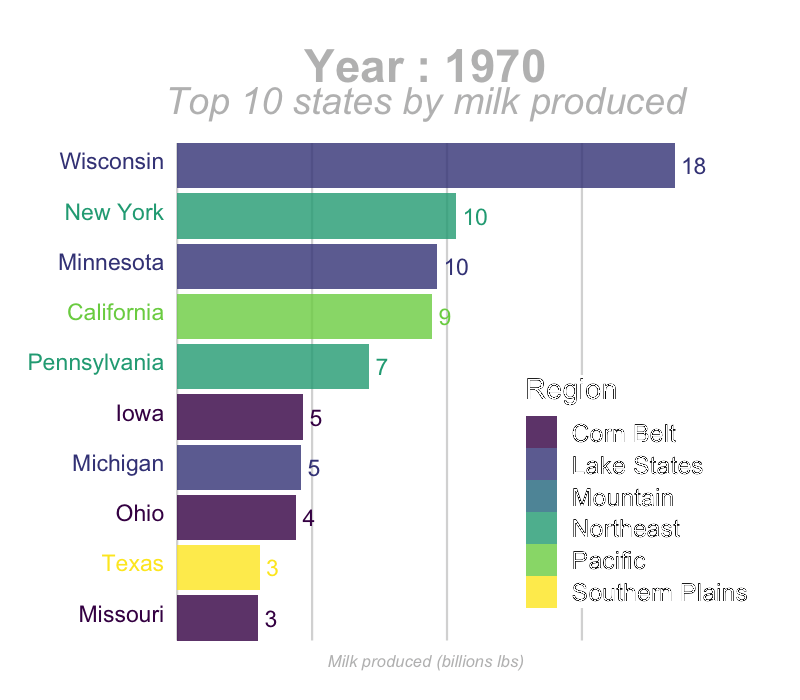 Year : 1970
Top 10 states by milk produced
Wisconsin 18
New York 10
Minnesota 10
California 9
Pennsylvania 7
Iowa 5
Michigan 5
Ohio 4
Texas 3
Missouri 3
Region
Corn Belt
Lake States
Mountain
Northeast
Pacific
Southern Plains
Milk produced (billions lbs)